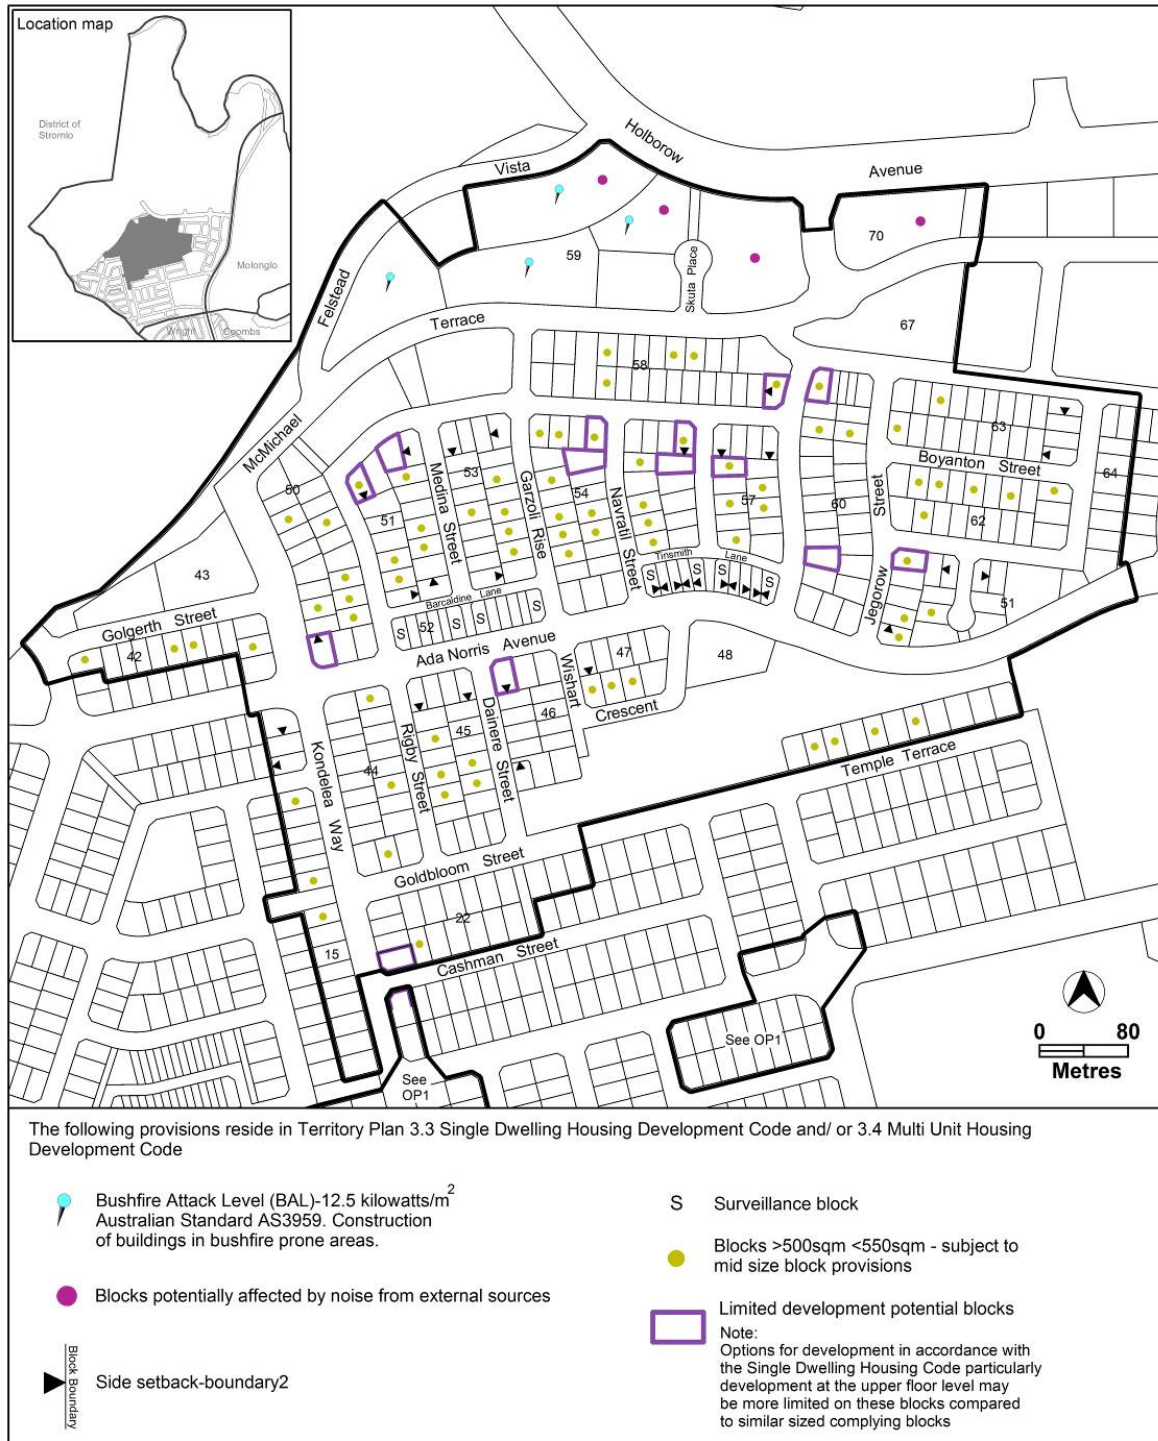 Location map
District of
Stromlo
Molonglo
Wright
Coombs
Holborow
Avenue
Vista
Felstead
Terrace
Skuta Place
McMichael
59
70
67
58
63
Boyanton Street
64
50
53
Medina Street
Garzoli Rise
54
Navratil Street
57
60
Jegorow Street
62
51
Tinsmith Lane
S
S
S
43
Golgerth Street
42
Barcaldine Lane
S
52
S
S
S
Ada Norris Avenue
51
47
48
Wishart
Crescent
46
45
Dainere Street
Rigby Street
44
Kondelea Way
Temple Terrace
Goldbloom Street
22
15
Cashman Street
See OP1
See
OP1
0 80
Metres
The following provisions reside in Territory Plan 3.3 Single Dwelling Housing Development Code and/ or 3.4 Multi Unit Housing
Development Code
Bushfire Attack Level (BAL)-12.5 kilowatts/m2
Australian Standard AS3959. Construction
of buildings in bushfire prone areas.
Blocks potentially affected by noise from external sources
Block Boundary
Side setback-boundary2
S Surveillance block
Blocks >500sqm <550sqm - subject to
mid size block provisions
Limited development potential blocks
Note:
Options for development in accordance with
the Single Dwelling Housing Code particularly
development at the upper floor level may
be more limited on these blocks compared
to similar sized complying blocks